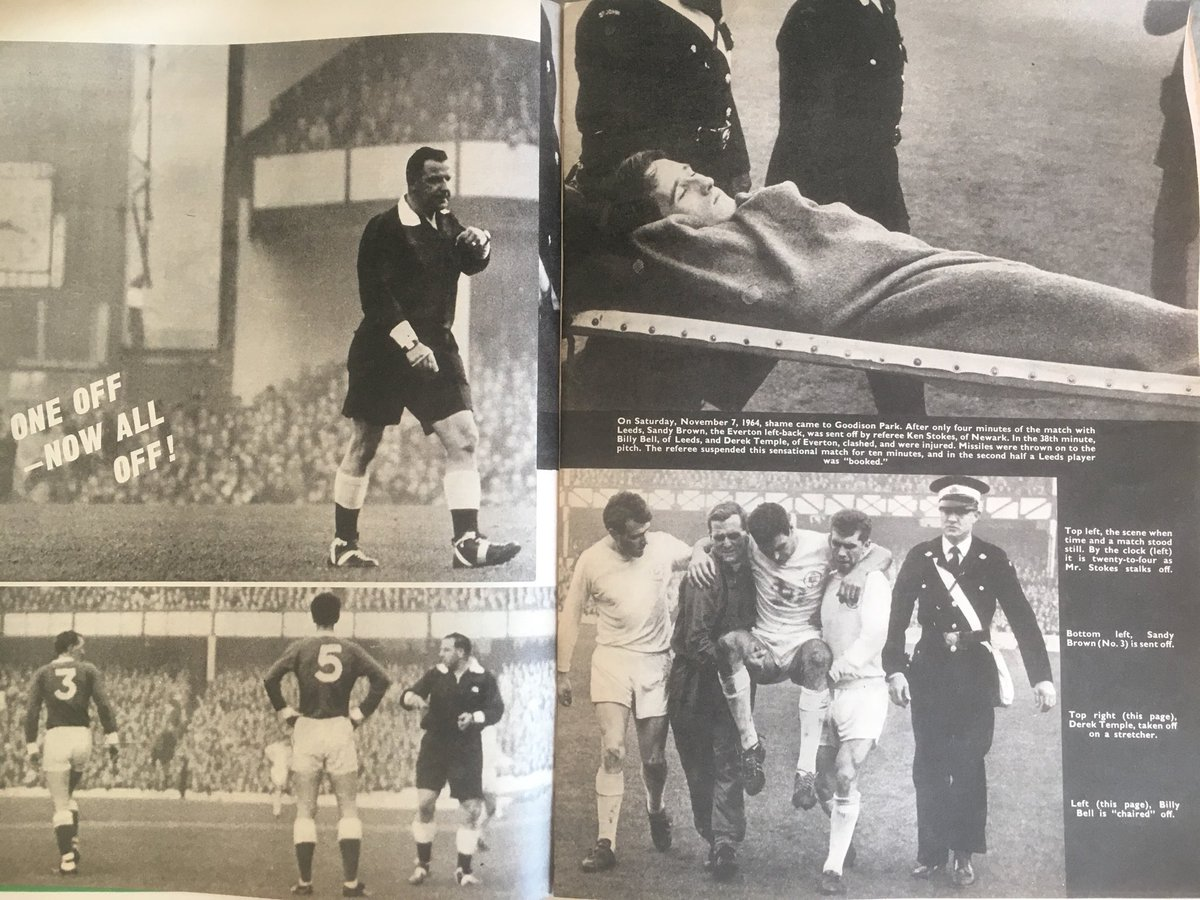 ONE OFF
—NOW ALL
OFF!
3
5
ST JOHN
On Saturday, November 7, 1964, shame came to Goodison Park. After only four minutes of the match with
Leeds, Sandy Brown, the Everton left-back, was sent off by referee Ken Stokes, of Newark. In the 38th minute,
Billy Bell, of Leeds, and Derek Temple, of Everton, clashed, and were injured. Missiles were thrown on to the
pitch. The referee suspended this sensational match for ten minutes, and in the second half a Leeds player
was "booked."
Top left, the scene when
time and a match stood
still. By the clock (left)
it is twenty-to-four as
Mr. Stokes stalks off.
Bottom left, Sandy
Brown (No. 3) is sent off.
Top right (this page),
Derek Temple, taken off
on a stretcher.
Left (this page), Billy
Bell is "chaired" off.